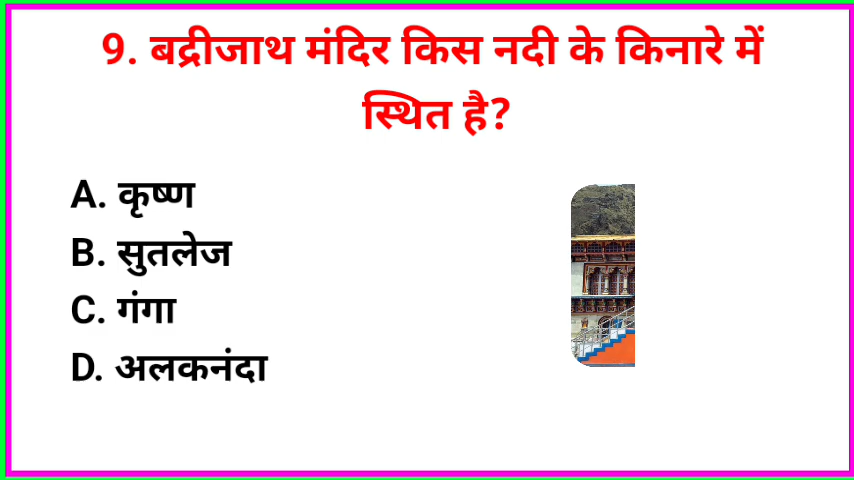 9. बद्रीजाथ मंदिर किस नदी के किनारे में
स्थित है?
A. कृष्ण
B. सुतलेज
C. गंगा
D. अलकनंदा